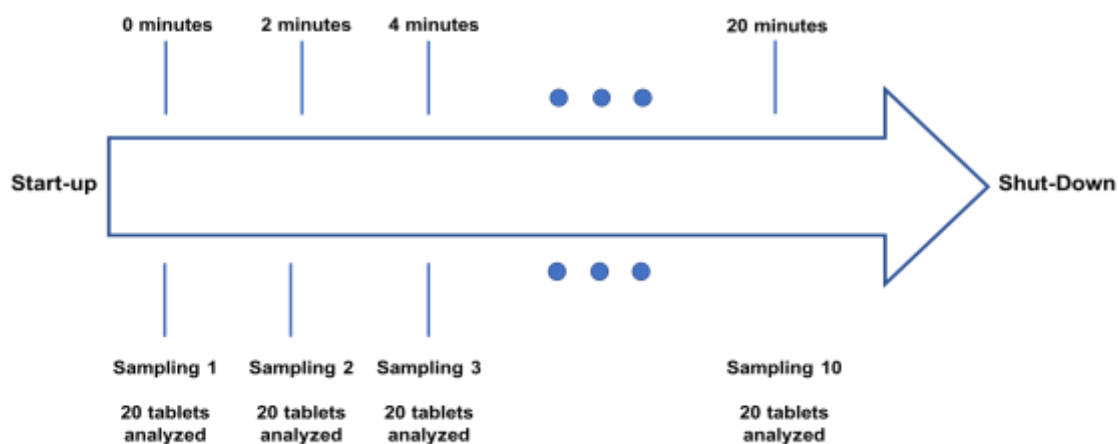 0 minutes 2 minutes 4 minutes 20 minutes
Start-up Shut-Down
Sampling 1 Sampling 2 Sampling 3 Sampling 10
20 tablets 20 tablets 20 tablets 20 tablets
analyzed analyzed analyzed analyzed